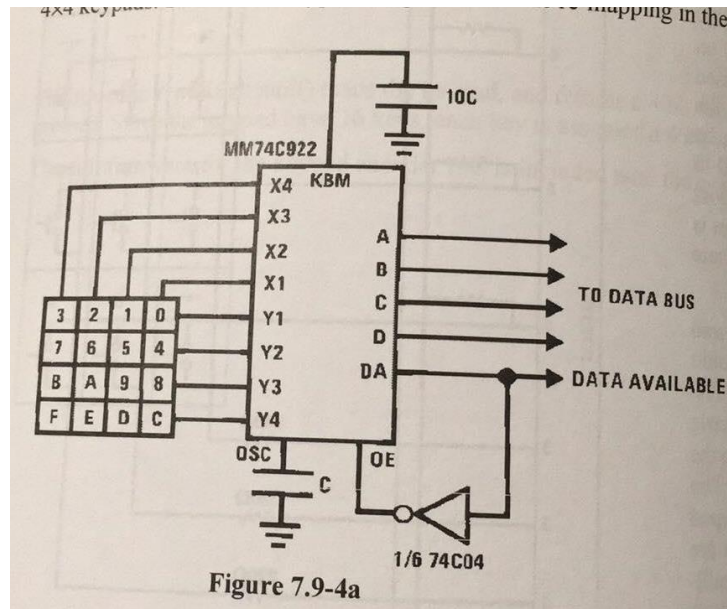 4x4 keypads. mapping in the
10C
MM74C922
KBM
X4
X3
X2
X1
Y1
Y2
Y3
Y4
3 2 1 0
7 6 5 4
B A 9 8
F E D C
A
B
C
D
DA
TO DATA BUS
DATA AVAILABLE
OSC
OE
C
1/6 74C04
Figure 7.9-4a